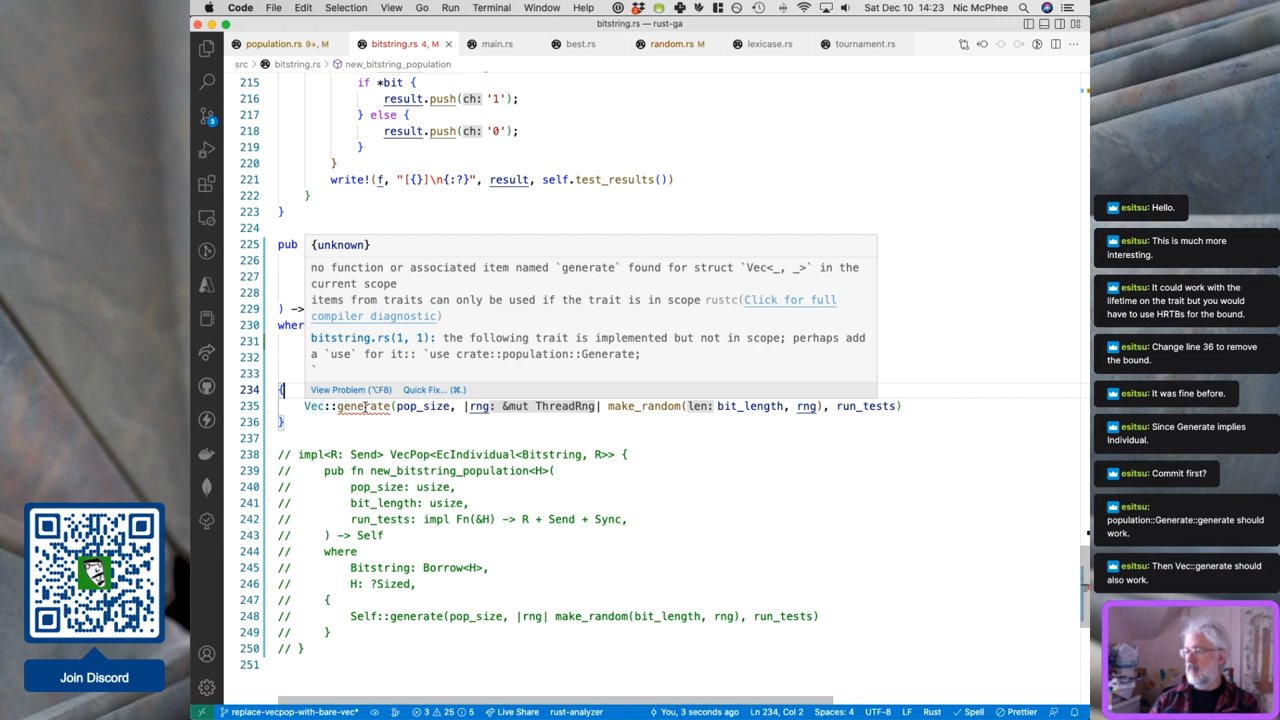 Code File Edit Selection View Go Run Terminal Window Help Sat Dec 10 14:23 Nic McPhee
bitstring.rs — rust-ga
population.rs 9+, M bitstring.rs 4, M main.rs best.rs random.rs M lexicase.rs tournament.rs
src > bitstring.rs > new_bitstring_population
215 if *bit {
216 result.push(ch: '1');
217 } else {
218 result.push(ch: '0');
219 }
220 }
221 write!(f, "[{}]\n{:?}", result, self.test_results())
222 }
223 }
224
225 pub
226
227
228
229 ) ->
230 wher
231
232
233
234 {
235 Vec::generate(pop_size, |rng: &mut ThreadRng| make_random(len: bit_length, rng), run_tests)
236 }
237
238 // impl<R: Send> VecPop<EcIndividual<Bitstring, R>> {
239 // pub fn new_bitstring_population<H>(
240 // pop_size: usize,
241 // bit_length: usize,
242 // run_tests: impl Fn(&H) -> R + Send + Sync,
243 // ) -> Self
244 // where
245 // Bitstring: Borrow<H>,
246 // H: ?Sized,
247 // {
248 // Self::generate(pop_size, |rng| make_random(bit_length, rng), run_tests)
249 // }
250 // }
251
{unknown}
no function or associated item named `generate` found for struct `Vec<_, _>` in the
current scope
items from traits can only be used if the trait is in scope rustc(Click for full
compiler diagnostic)
bitstring.rs(1, 1): the following trait is implemented but not in scope; perhaps add
a `use` for it:: `use crate::population::Generate;
`
View Problem (⌥F8) Quick Fix... (⌘.)
esitsu: Hello.
esitsu: This is much more
interesting.
esitsu: It could work with the
lifetime on the trait but you would
have to use HRTBs for the bound.
esitsu: Change line 36 to remove
the bound.
esitsu: It was fine before.
esitsu: Since Generate implies
Individual.
esitsu: Commit first?
esitsu:
population::Generate::generate should
work.
esitsu: Then Vec::generate should
also work.
Join Discord
3
replace-vecpop-with-bare-vec* 3 25 5 Live Share rust-analyzer You, 3 seconds ago Ln 234, Col 2 Spaces: 4 UTF-8 LF Rust Spell Prettier